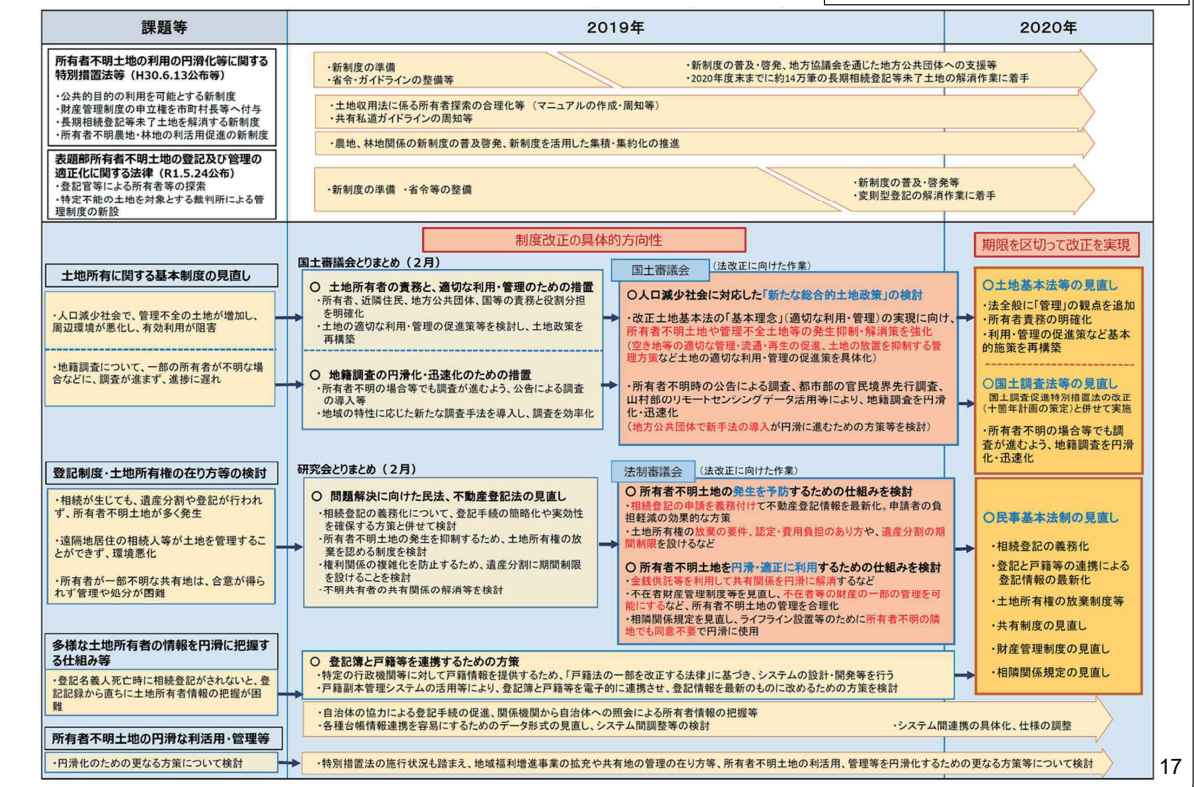 課題等
2019年
2020年
所有者不明土地の利用の円滑化等に関する
特別措置法等（H30.6.13公布等）
・公共的目的の利用を可能とする新制度
・財産管理制度の申立権を市町村長等へ付与
・長期相続登記等未了土地を解消する新制度
・所有者不明農地・林地の利活用促進の新制度
・新制度の準備
・省令・ガイドラインの整備等
・新制度の普及・啓発、地方協議会を通じた地方公共団体への支援等
・2020年度末までに約14万筆の長期相続登記等未了土地の解消作業に着手
・土地収用法に係る所有者探索の合理化等 （マニュアルの作成・周知等）
・共有私道ガイドラインの周知等
・農地、林地関係の新制度の普及啓発、新制度を活用した集積・集約化の推進
表題部所有者不明土地の登記及び管理の
適正化に関する法律（R1.5.24公布）
・登記官等による所有者等の探索
・特定不能の土地を対象とする裁判所による管
理制度の新設
・新制度の準備 ・省令等の整備
・新制度の普及・啓発等
・変則型登記の解消作業に着手
制度改正の具体的方向性
期限を区切って改正を実現
土地所有に関する基本制度の見直し
・人口減少社会で、管理不全の土地が増加し、
周辺環境が悪化し、有効利用が阻害
・地籍調査について、一部の所有者が不明な場
合などに、調査が進まず、進捗に遅れ
国土審議会とりまとめ（２月）
○ 土地所有者の責務と、適切な利用・管理のための措置
・所有者、近隣住民、地方公共団体、国等の責務と役割分担
を明確化
・土地の適切な利用・管理の促進策等を検討し、土地政策を
再構築
○ 地籍調査の円滑化・迅速化のための措置
・所有者不明の場合等でも調査が進むよう、公告による調査
の導入等
・地域の特性に応じた新たな調査手法を導入し、調査を効率化
国土審議会
（法改正に向けた作業）
○人口減少社会に対応した「新たな総合的土地政策」の検討
・改正土地基本法の「基本理念」（適切な利用・管理）の実現に向け、
所有者不明土地や管理不全土地等の発生抑制・解消策を強化
（空き地等の適切な管理・流通・再生の促進、土地の放置を抑制する管
理方策など土地の適切な利用・管理の促進策を具体化）
・所有者不明時の公告による調査、都市部の官民境界先行調査、
山村部のリモートセンシングデータ活用等により、地籍調査を円滑
化・迅速化
（地方公共団体で新手法の導入が円滑に進むための方策等を検討）
○土地基本法等の見直し
・法全般に「管理」の観点を追加
・所有者責務の明確化
・利用・管理の促進策など基本
的施策を再構築
○国土調査法等の見直し
国土調査促進特別措置法の改正
（十箇年計画の策定）と併せて実施
・所有者不明の場合等でも調
査が進むよう、地籍調査を円滑
化・迅速化
登記制度・土地所有権の在り方等の検討
・相続が生じても、遺産分割や登記が行われ
ず、所有者不明土地が多く発生
・遠隔地居住の相続人等が土地を管理するこ
とができず、環境悪化
・所有者が一部不明な共有地は、合意が得ら
れず管理や処分が困難
研究会とりまとめ（２月）
○ 問題解決に向けた民法、不動産登記法の見直し
・相続登記の義務化について、登記手続の簡略化や実効性
を確保する方策と併せて検討
・所有者不明土地の発生を抑制するため、土地所有権の放
棄を認める制度を検討
・権利関係の複雑化を防止するため、遺産分割に期間制限
を設けることを検討
・不明共有者の共有関係の解消等を検討
法制審議会
（法改正に向けた作業）
○ 所有者不明土地の発生を予防するための仕組みを検討
・相続登記の申請を義務付けて不動産登記情報を最新化。申請者の負
担軽減の効果的な方策
・土地所有権の放棄の要件、認定・費用負担のあり方や、遺産分割の期
間制限を設けるなど
○ 所有者不明土地を円滑・適正に利用するための仕組みを検討
・金銭供託等を利用して共有関係を円滑に解消するなど
・不在者財産管理制度等を見直し、不在者等の財産の一部の管理を可
能にするなど、所有者不明土地の管理を合理化
・相隣関係規定を見直し、ライフライン設置等のために所有者不明の隣
地でも同意不要で円滑に使用
○民事基本法制の見直し
・相続登記の義務化
・登記と戸籍等の連携による
登記情報の最新化
・土地所有権の放棄制度等
・共有制度の見直し
・財産管理制度の見直し
・相隣関係規定の見直し
多様な土地所有者の情報を円滑に把握す
る仕組み等
・登記名義人死亡時に相続登記がされないと、登
記記録から直ちに土地所有者情報の把握が困
難
○ 登記簿と戸籍等を連携するための方策
・特定の行政機関等に対して戸籍情報を提供するため、「戸籍法の一部を改正する法律」に基づき、システムの設計・開発等を行う
・戸籍副本管理システムの活用等により、登記簿と戸籍等を電子的に連携させ、登記情報を最新のものに改めるための方策を検討
・自治体の協力による登記手続の促進、関係機関から自治体への照会による所有者情報の把握等
・各種台帳情報連携を容易にするためのデータ形式の見直し、システム間調整等の検討
・システム間連携の具体化、仕様の調整
所有者不明土地の円滑な利活用・管理等
・円滑化のための更なる方策について検討
・特別措置法の施行状況も踏まえ、地域福利増進事業の拡充や共有地の管理の在り方等、所有者不明土地の利活用、管理等を円滑化するための更なる方策等について検討
17